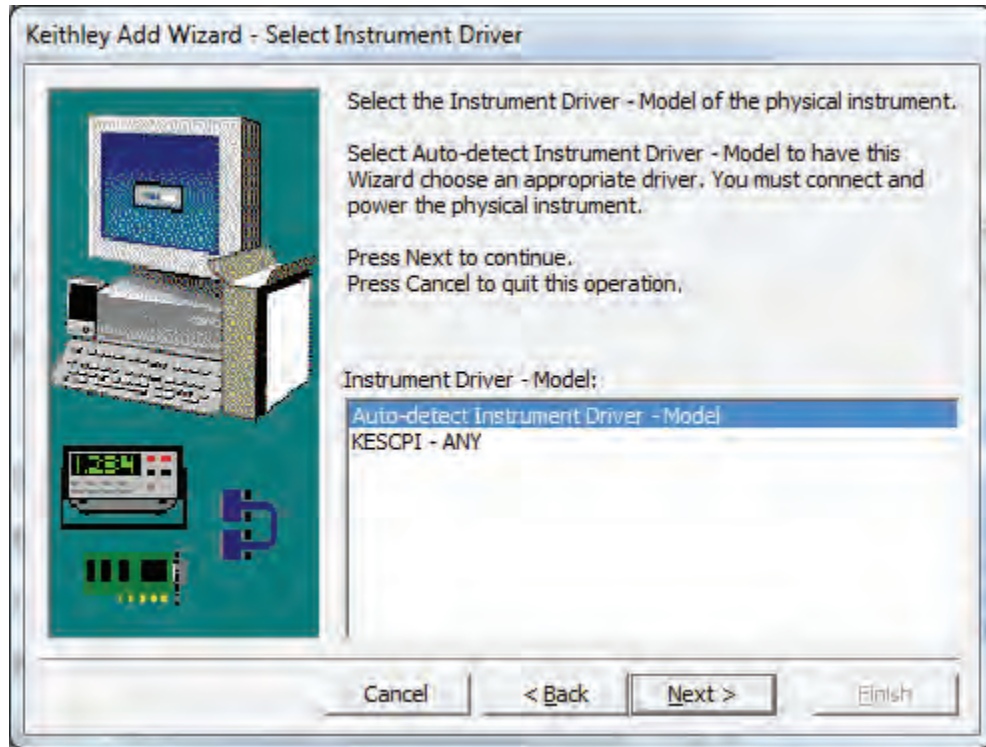 Keithley Add Wizard - Select Instrument Driver
Select the Instrument Driver - Model of the physical instrument.
Select Auto-detect Instrument Driver - Model to have this
Wizard choose an appropriate driver. You must connect and
power the physical instrument.
Press Next to continue.
Press Cancel to quit this operation.
Instrument Driver - Model:
Auto-detect Instrument Driver - Model
KESCPI - ANY
1.234
Cancel
< Back
Next >
Finish